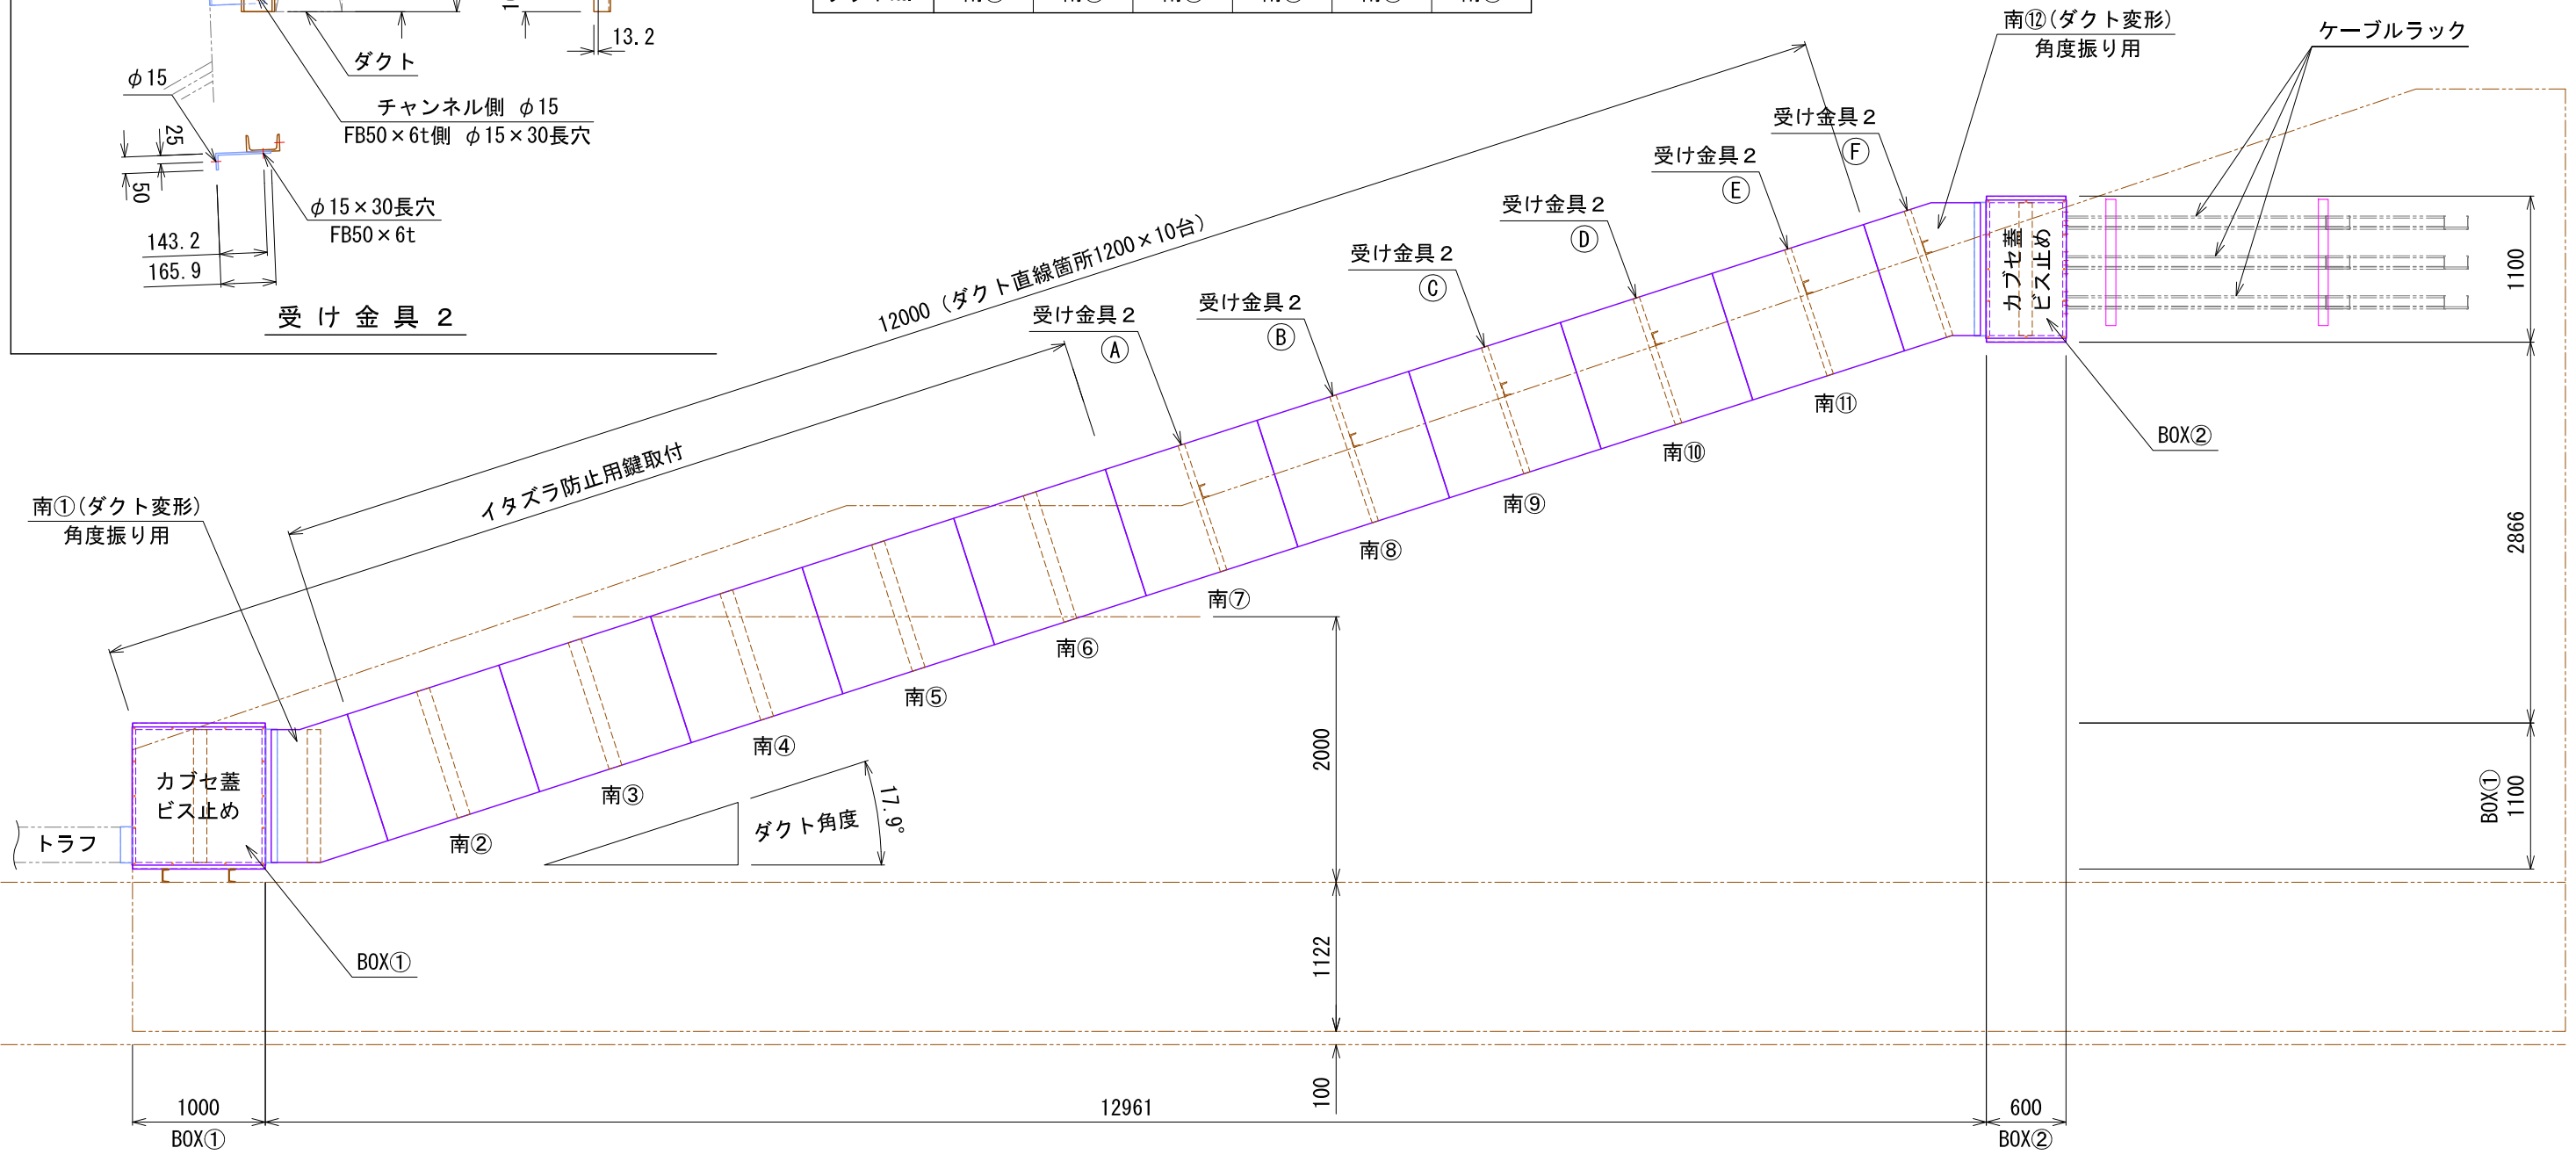 13.2
ダクト
φ15
チャンネル側 φ15
FB50×6t側 φ15×30長穴
25
50
φ15×30長穴
FB50×6t
143.2
165.9
受け金具2
南⑫(ダクト変形)
角度振り用
ケーブルラック
受け金具2
Ⓕ
受け金具2
Ⓔ
受け金具2
Ⓓ
受け金具2
Ⓒ
受け金具2
Ⓑ
受け金具2
Ⓐ
12000(ダクト直線箇所1200×10台)
イタズラ防止用鍵取付
カブセ蓋
ビス止め
1100
BOX②
2866
南①(ダクト変形)
角度振り用
南⑪
南⑩
南⑨
南⑧
南⑦
南⑥
南⑤
南④
南③
南②
カブセ蓋
ビス止め
トラフ
ダクト角度
17.9°
2000
BOX①
1100
BOX①
1122
100
1000
BOX①
12961
600
BOX②